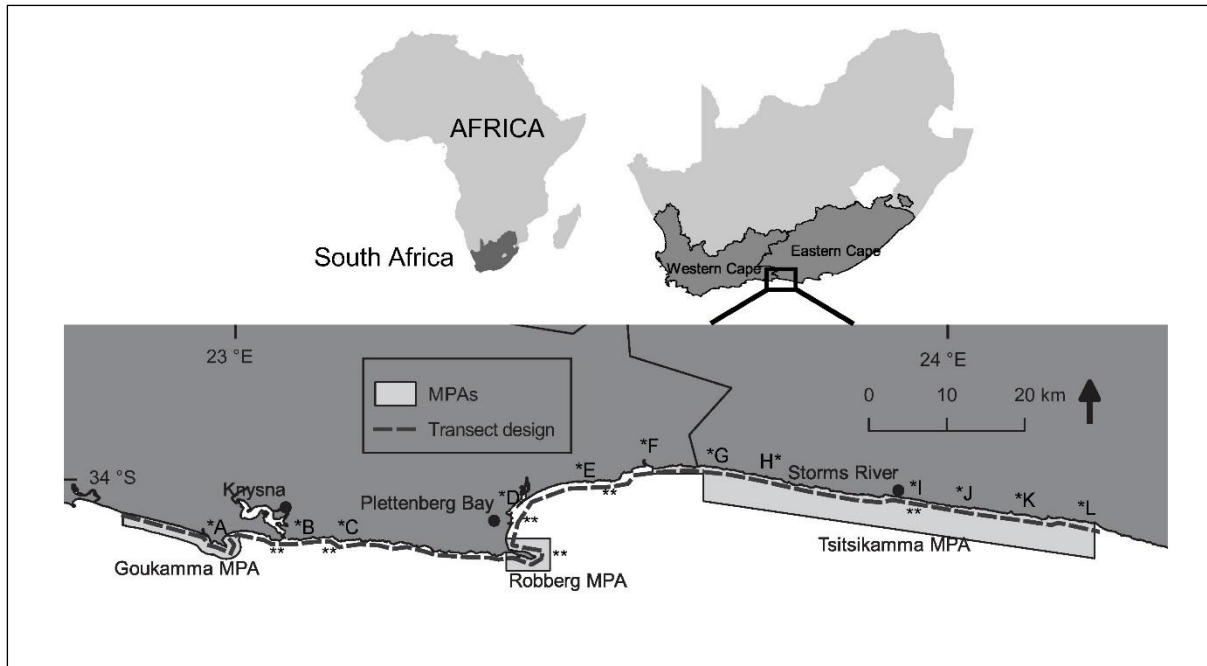 AFRICA
South Africa
Western Cape
Eastern Cape
23 °E
24 °E
MPAs
Transect design
0 10 20 km
34 °S
Knysna
Plettenberg Bay
Storms River
*A
*B
*C
*D
*E
*F
*G
H*
*I
*J
*K
*L
**
**
**
**
**
**
Goukamma MPA
Robberg MPA
Tsitsikamma MPA